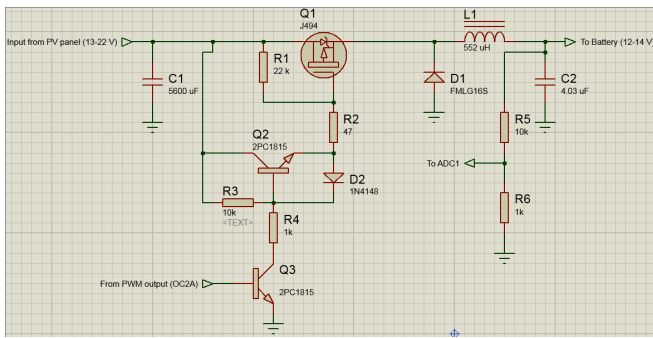 Q1
J494
L1
552 uH
Input from PV panel (13-22 V)
To Battery (12-14 V)
C1
5600 uF
R1
22 k
D1
FMLG16S
C2
4.03 uF
R2
47
R5
10k
Q2
2PC1815
To ADC1
D2
1N4148
R3
10k
<TEXT>
R4
1k
R6
1k
Q3
2PC1815
From PWM output (OC2A)